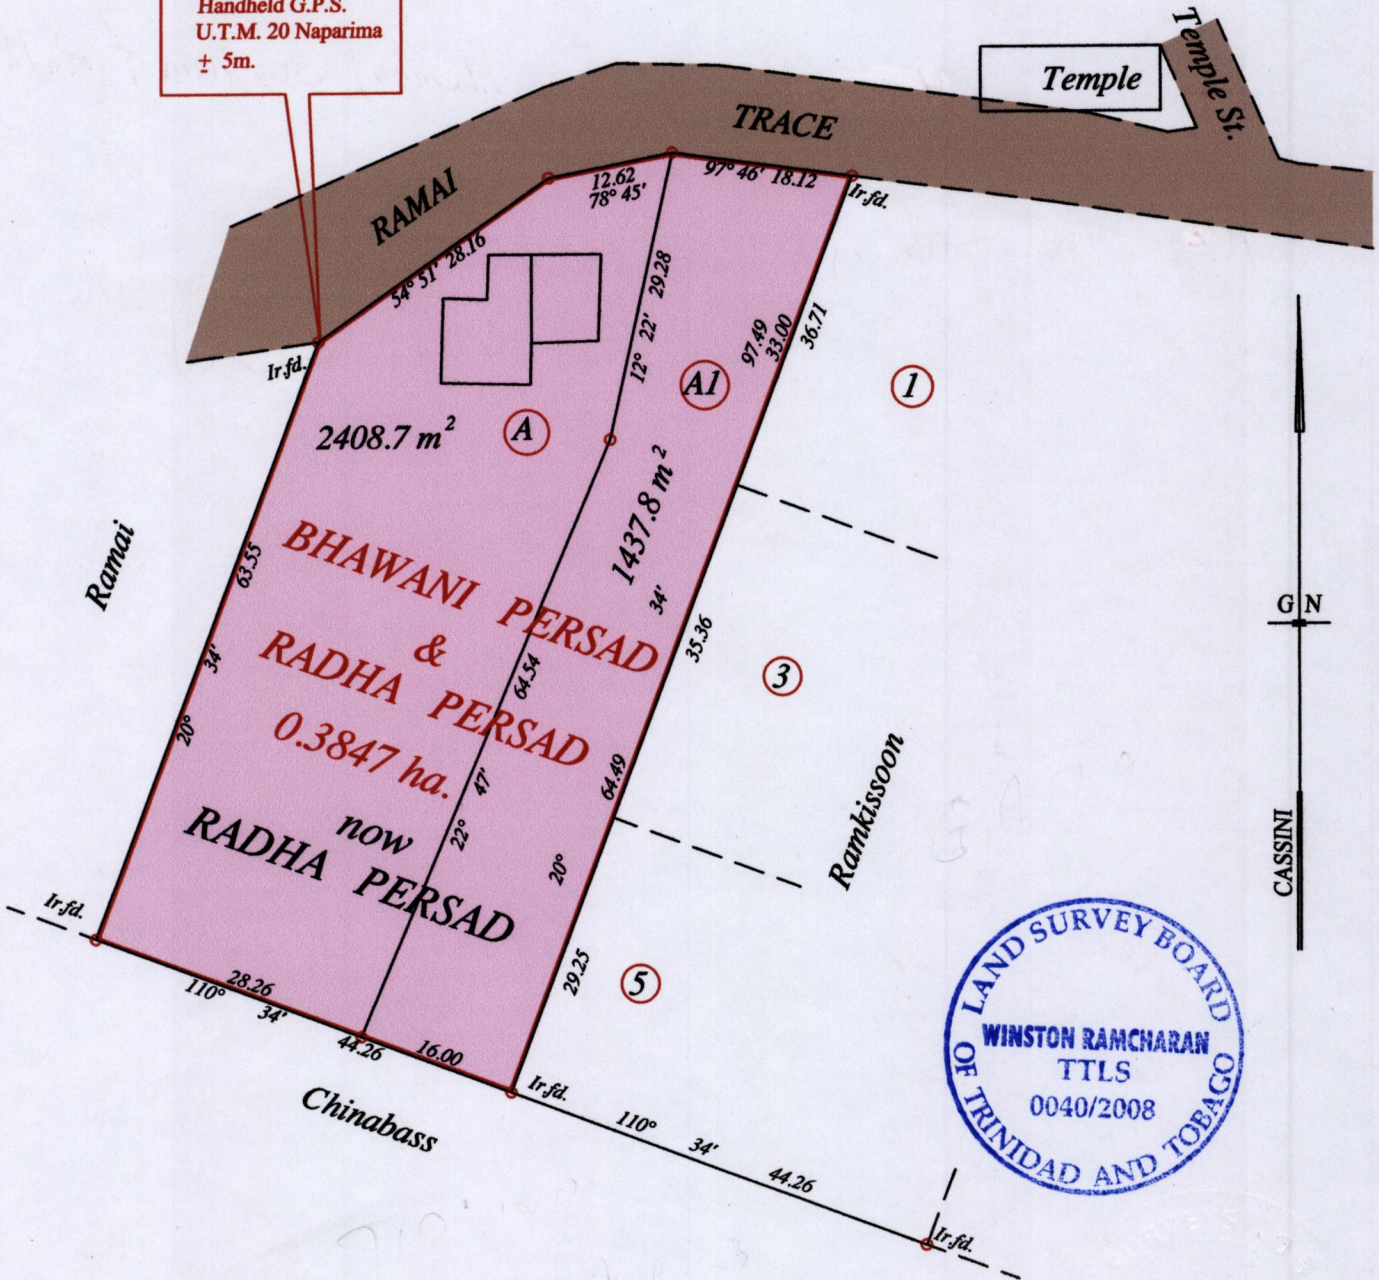 Handheld G.P.S.
U.T.M. 20 Naparima
± 5m.
Temple
Temple St.
TRACE
RAMAI
12.62
78° 45'
97° 46' 18.12
Ir.fd.
54° 51' 28.16
Ir.fd.
12° 22' 29.28
97.49
33.00
36.71
A1
1
2408.7 m²
A
1437.8 m²
Ramai
20° 34' 63.55
BHAWANI PERSAD
&
RADHA PERSAD
0.3847 ha.
now
RADHA PERSAD
22° 47' 64.54
20° 34'
64.49
35.36
3
Ramkissoon
29.25
5
G N
CASSINI
Ir.fd.
28.26
110° 34'
44.26
16.00
Ir.fd.
Chinabass
110° 34' 44.26
Ir.fd.
LAND SURVEY BOARD
WINSTON RAMCHARAN
TTLS
0040/2008
OF TRINIDAD AND TOBAGO